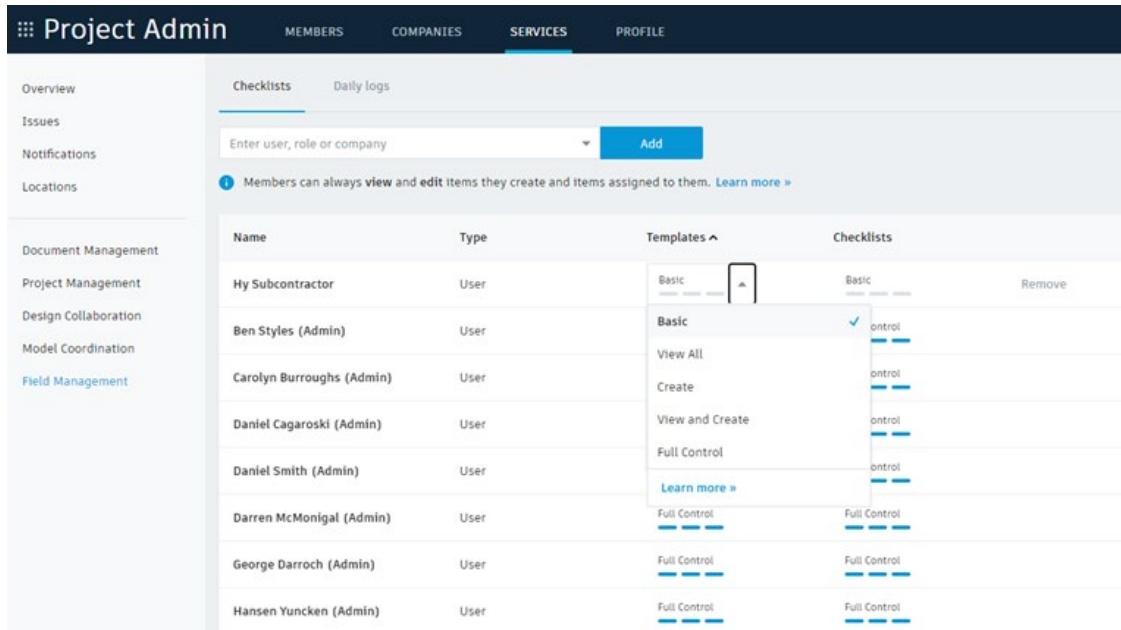 Project Admin MEMBERS COMPANIES SERVICES PROFILE
Overview
Issues
Notifications
Locations
Document Management
Project Management
Design Collaboration
Model Coordination
Field Management
Checklists Daily logs
Enter user, role or company Add
Members can always view and edit items they create and items assigned to them. Learn more »
Name Type Templates Checklists
Hy Subcontractor User Basic Basic Remove
Ben Styles (Admin) User
Carolyn Burroughs (Admin) User
Daniel Cagaroski (Admin) User
Daniel Smith (Admin) User
Basic
View All
Create
View and Create
Full Control
Learn more »
Darren McMonigal (Admin) User Full Control Full Control
George Darroch (Admin) User Full Control Full Control
Hansen Yuncken (Admin) User Full Control Full Control